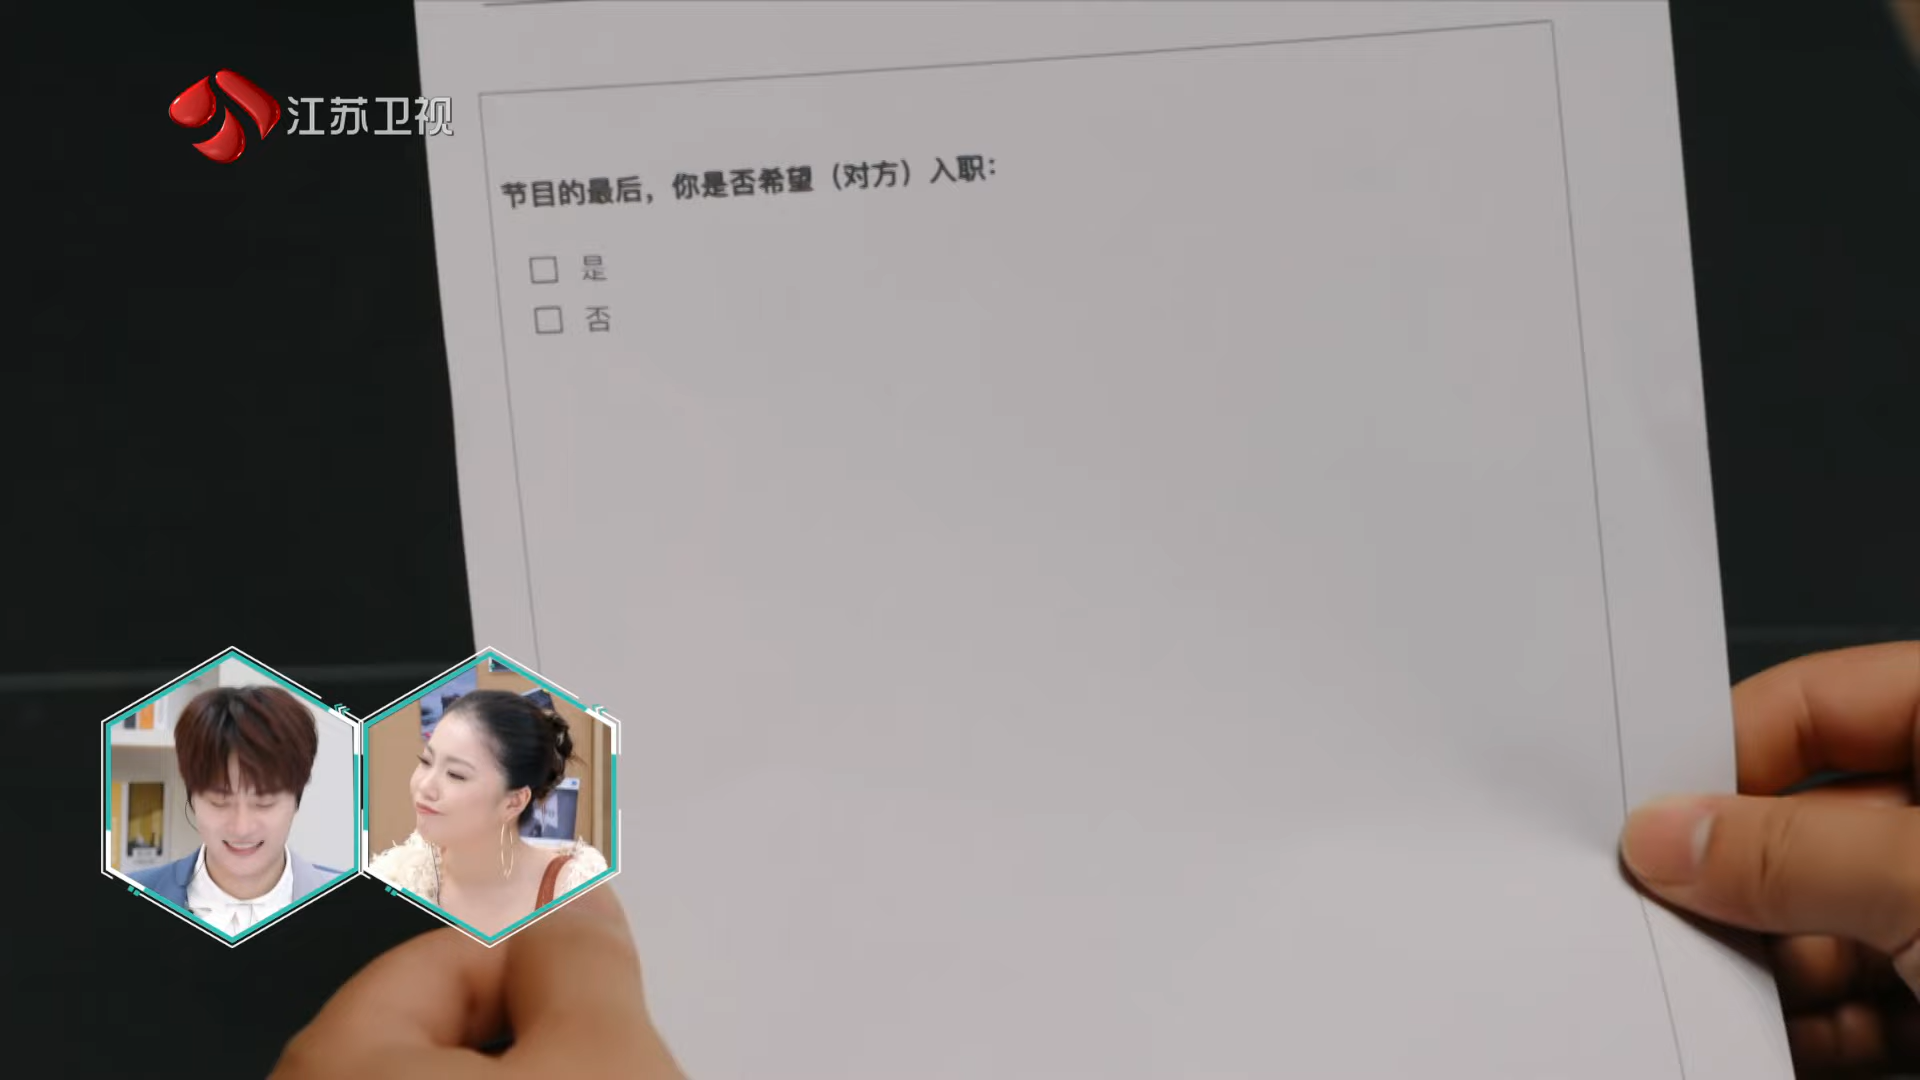 江苏卫视
节目的最后，你是否希望（对方）入职：
□ 是
□ 否